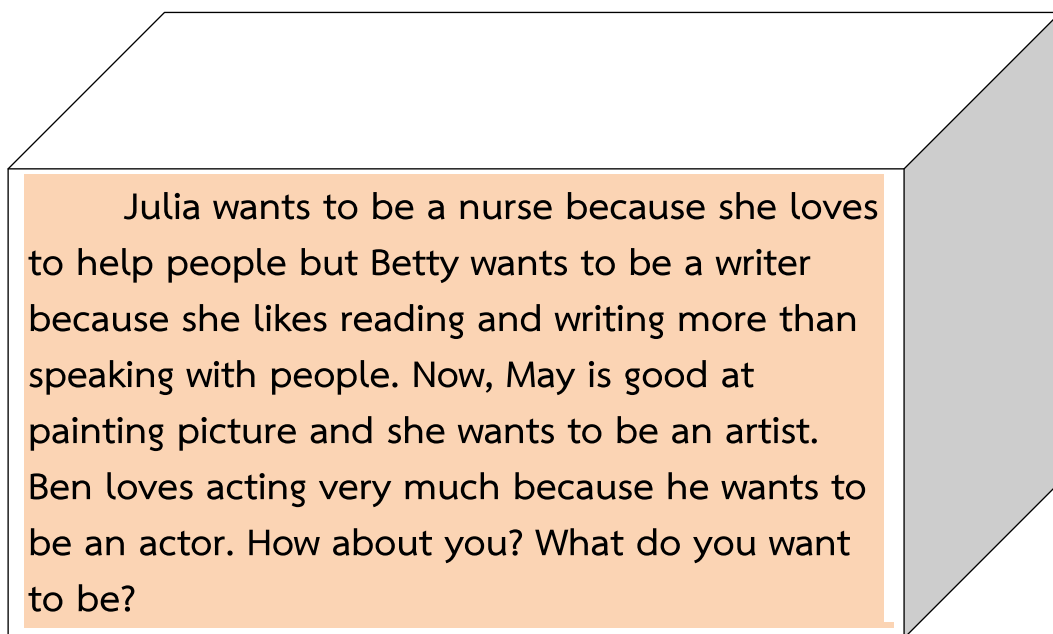 Julia wants to be a nurse because she loves
to help people but Betty wants to be a writer
because she likes reading and writing more than
speaking with people. Now, May is good at
painting picture and she wants to be an artist.
Ben loves acting very much because he wants to
be an actor. How about you? What do you want
to be?